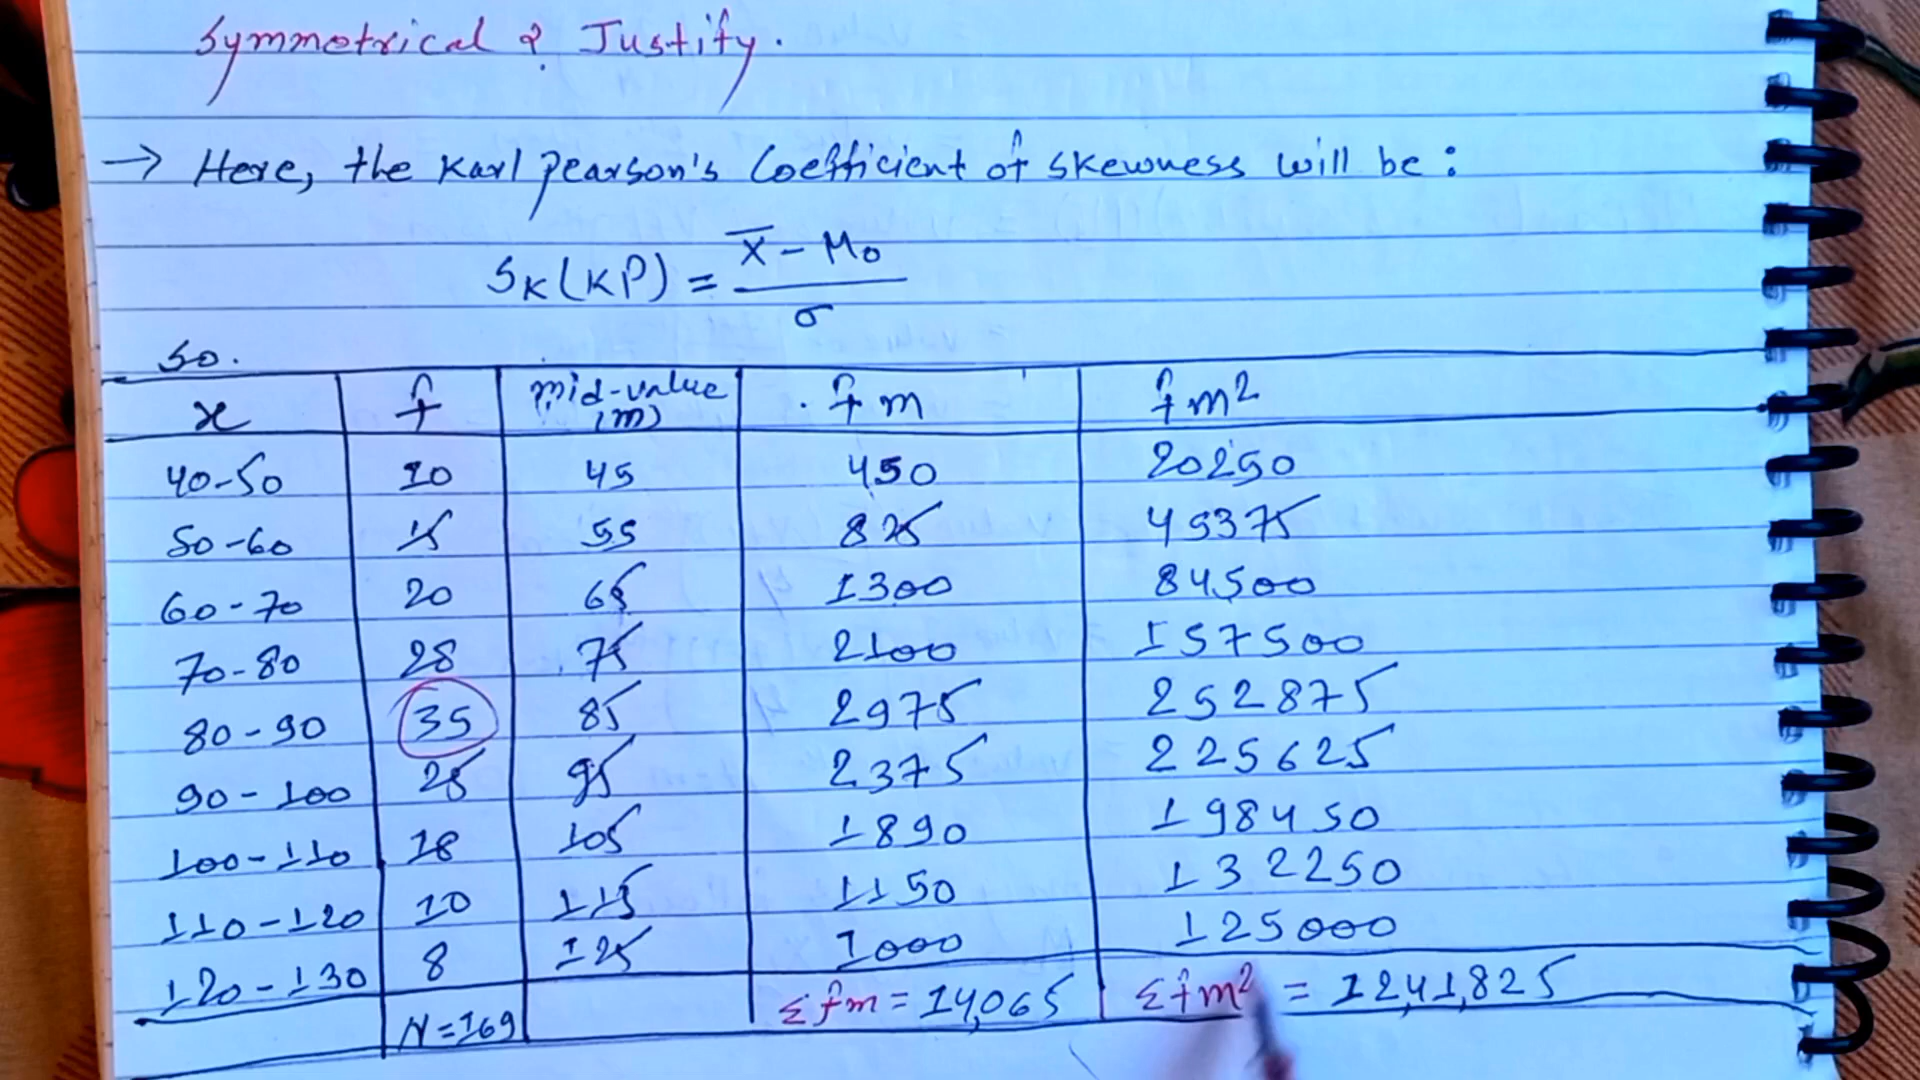 Symmetrical & Justify.
→ Here, the Karl Pearson's Coefficient of Skewness will be:
SK(KP) = x̄ - Mo / σ
So.
x f mid-value (m) fm fm²
40-50 10 45 450 20250
50-60 15 55 825 45375
60-70 20 65 1300 84500
70-80 28 75 2100 157500
80-90 35 85 2975 252875
90-100 25 95 2375 225625
100-110 18 105 1890 198450
110-120 10 115 1150 132250
120-130 8 125 1000 125000
N=169 Σfm = 14,065 Σfm² = 12,41,825